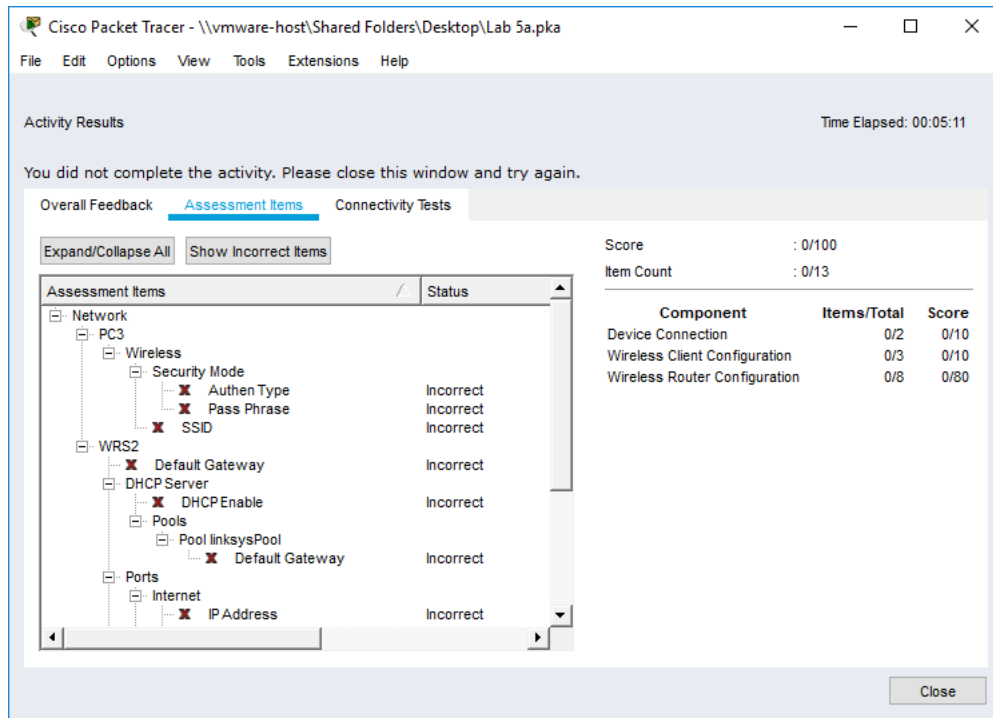 Cisco Packet Tracer - \\vmware-host\Shared Folders\Desktop\Lab 5a.pka
File Edit Options View Tools Extensions Help
Activity Results Time Elapsed: 00:05:11
You did not complete the activity. Please close this window and try again.
Overall Feedback Assessment Items Connectivity Tests
Expand/Collapse All Show Incorrect Items
Assessment Items Status
Network
PC3
Wireless
Security Mode
Authen Type Incorrect
Pass Phrase Incorrect
SSID Incorrect
WRS2
Default Gateway Incorrect
DHCP Server
DHCP Enable Incorrect
Pools
Pool linksysPool
Default Gateway Incorrect
Ports
Internet
IP Address Incorrect
Score : 0/100
Item Count : 0/13
Component Items/Total Score
Device Connection 0/2 0/10
Wireless Client Configuration 0/3 0/10
Wireless Router Configuration 0/8 0/80
Close